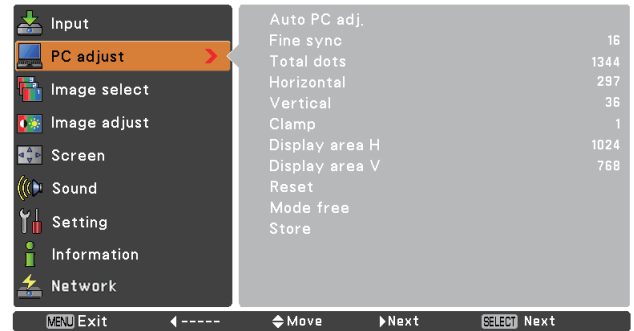 Input
PC adjust
Image select
Image adjust
Screen
Sound
Setting
Information
Network
Auto PC adj.
Fine sync 16
Total dots 1344
Horizontal 297
Vertical 36
Clamp 1
Display area H 1024
Display area V 768
Reset
Mode free
Store
MENU Exit ----- Move Next SELECT Next